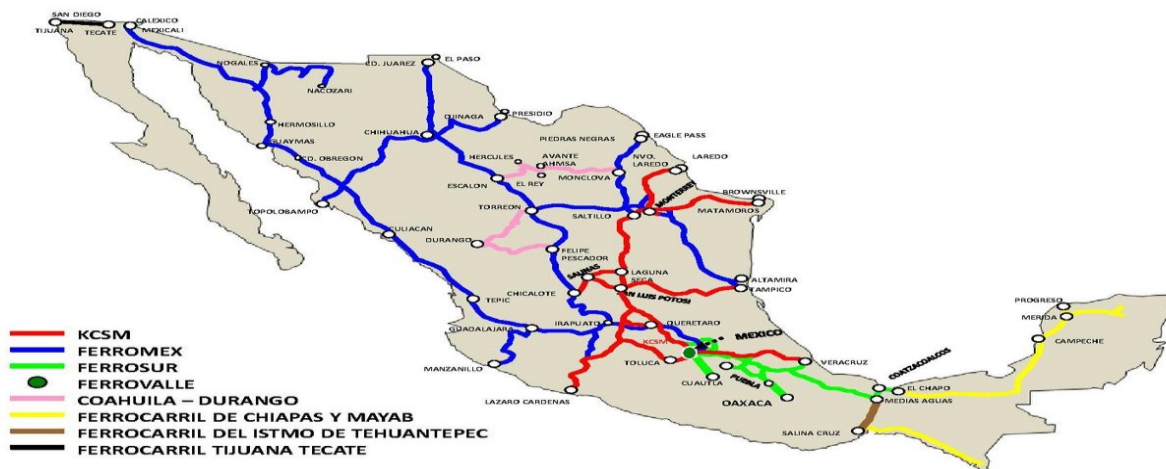 SAN DIEGO
TIJUANA
TECATE
CALEXICO
MEXICALI
NOGALES
NACOZARI
CD. JUAREZ
EL PASO
HERMOSILLO
GUAYMAS
CD. OBREGON
CHIHUAHUA
OJINAGA
PRESIDIO
PIEDRAS NEGRAS
EAGLE PASS
HERCULES
AVANTE
AHMSA
NVO.
LAREDO
LAREDO
ESCALON
EL REY
MONCLOVA
BROWNSVILLE
MONTERREY
MATAMOROS
TOPOLOBAMPO
TORREON
SALTILLO
CULIACAN
DURANGO
FELIPE
PESCADOR
SALINAS
LAGUNA
SECA
ALTAMIRA
TAMPICO
CHICALOTE
SAN LUIS POTOSI
TEPIC
PROGRESO
MERIDA
GUADALAJARA
IRAPUATO
QUERETARO
KCSM
MEXICO
CAMPECHE
MANZANILLO
TOLUCA
VERACRUZ
COATZACOALCOS
CUAUTLA
PUEBLA
EL CHAPO
LAZARO CARDENAS
OAXACA
MEDIAS AGUAS
SALINA CRUZ
KCSM
FERROMEX
FERROSUR
FERROVALLE
COAHUILA – DURANGO
FERROCARRIL DE CHIAPAS Y MAYAB
FERROCARRIL DEL ISTMO DE TEHUANTEPEC
FERROCARRIL TIJUANA TECATE